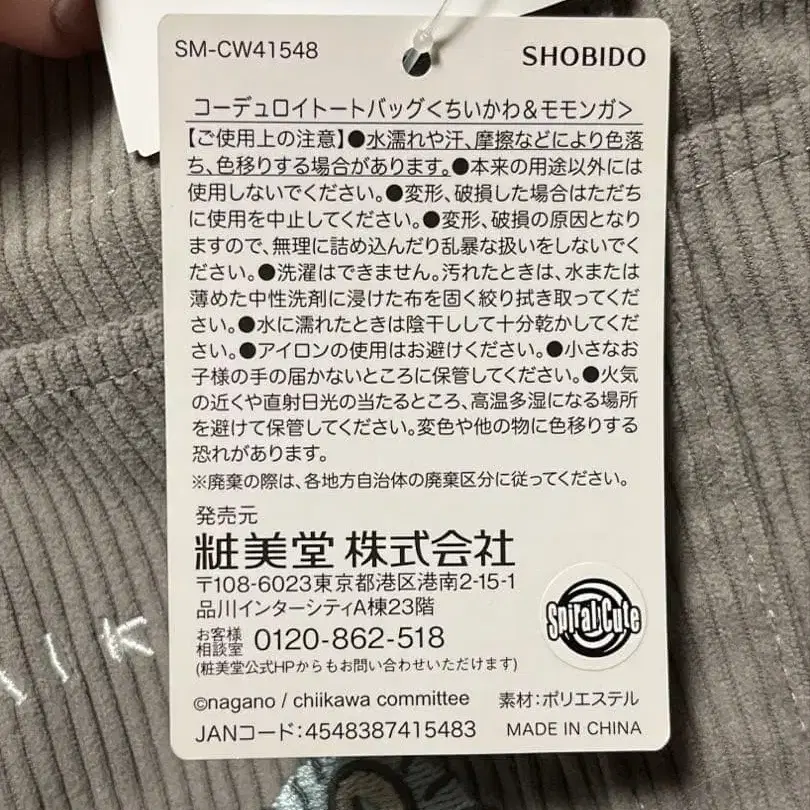 SM-CW41548
SHOBIDO
コーデュロイトートバッグ<ちいかわ&モモンガ>
【ご使用上の注意】●水濡れや汗、摩擦などにより色落
ち、色移りする場合があります。●本来の用途以外には
使用しないでください。●変形、破損した場合はただち
に使用を中止してください。●変形、破損の原因となり
ますので、無理に詰め込んだり乱暴な扱いをしないでく
ださい。●洗濯はできません。汚れたときは、水または
薄めた中性洗剤に浸けた布を固く絞り拭き取ってくだ
さい。●水に濡れたときは陰干しして十分乾かしてくだ
さい。●アイロンの使用はお避けください。●小さなお
子様の手の届かないところに保管してください。●火気
の近くや直射日光の当たるところ、高温多湿になる場所
を避けて保管してください。変色や他の物に色移りする
恐れがあります。
※廃棄の際は、各地方自治体の廃棄区分に従ってください。
発売元
粧美堂 株式会社
〒108-6023東京都港区港南2-15-1
品川インターシティA棟23階
お客様
相談室 0120-862-518
(粧美堂公式HPからもお問い合わせいただけます)
Spiral Cute
©nagano / chiikawa committee
素材:ポリエステル
JANコード:4548387415483
MADE IN CHINA
IIK